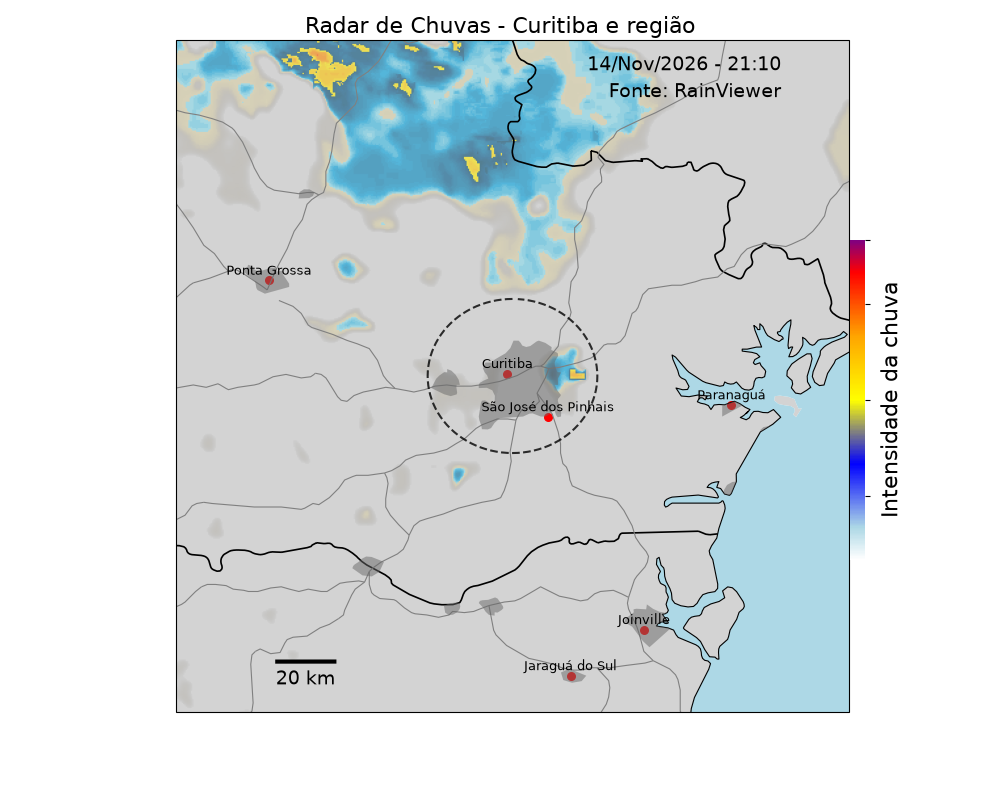 Radar de Chuvas - Curitiba e região
14/Nov/2026 - 21:10
Fonte: RainViewer
Ponta Grossa
Curitiba
São José dos Pinhais
Paranaguá
Intensidade da chuva
Joinville
Jaraguá do Sul
20 km